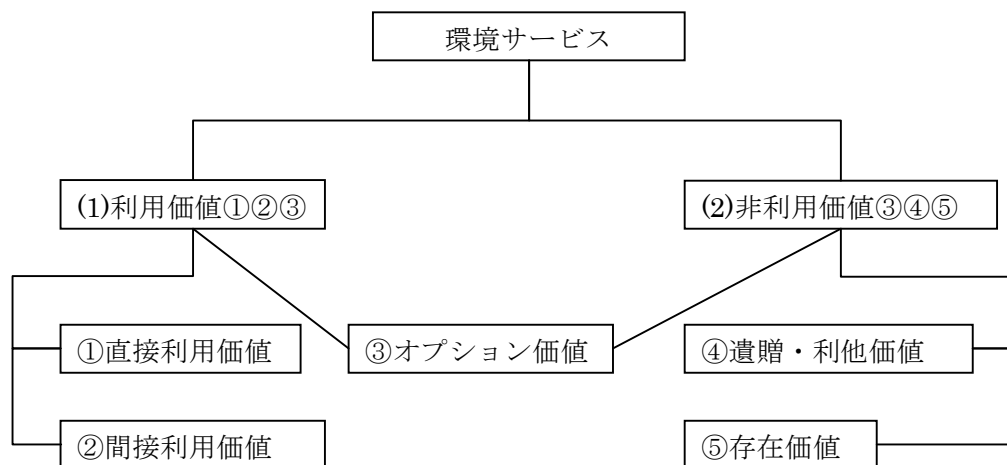 環境サービス
(1)利用価値①②③
(2)非利用価値③④⑤
①直接利用価値
③オプション価値
④遺贈・利他価値
②間接利用価値
⑤存在価値